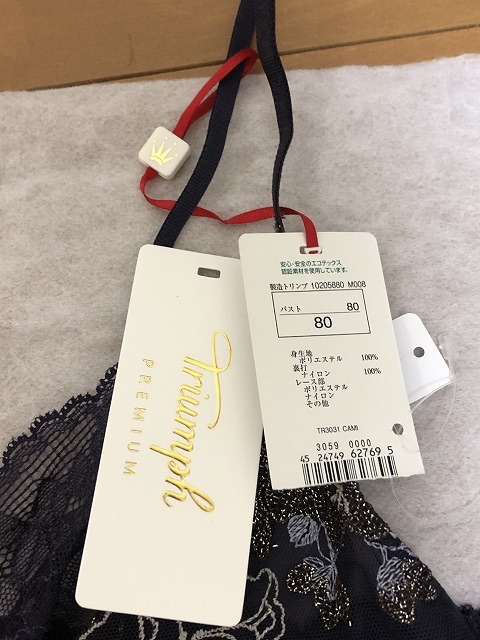 Triumph
PREMIUM
安心・安全のエコテックス
認証素材を使用しています。
製造トリンプ 10205880 M008
バスト 80
80
身生地
ポリエステル 100%
裏打
ナイロン 100%
レース部
ポリエステル
ナイロン
その他
TR3031 CAMI
3059 0000
45 24749 62769 5